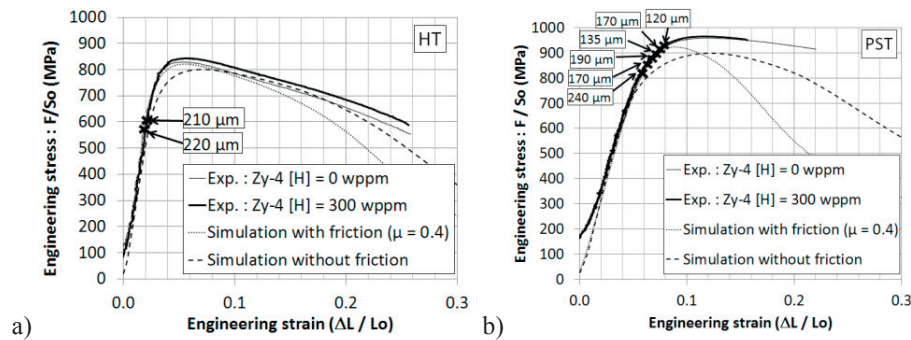 HT
Engineering stress : F/So (MPa)
1000
900
800
700
600
500
400
300
200
100
0
210 µm
220 µm
Exp. : Zy-4 [H] = 0 wppm
Exp. : Zy-4 [H] = 300 wppm
Simulation with friction (µ = 0.4)
Simulation without friction
0.0
0.1
0.2
0.3
Engineering strain (ΔL / Lo)
a)
PST
Engineering stress : F / So (MPa)
1000
900
800
700
600
500
400
300
200
100
0
170 µm
120 µm
135 µm
190 µm
170 µm
240 µm
Exp. : Zy-4 [H] = 0 wppm
Exp. : Zy-4 [H] = 300 wppm
Simulation with friction (µ = 0.4)
Simulation without friction
0.0
0.1
0.2
0.3
Engineering strain (ΔL / Lo)
b)